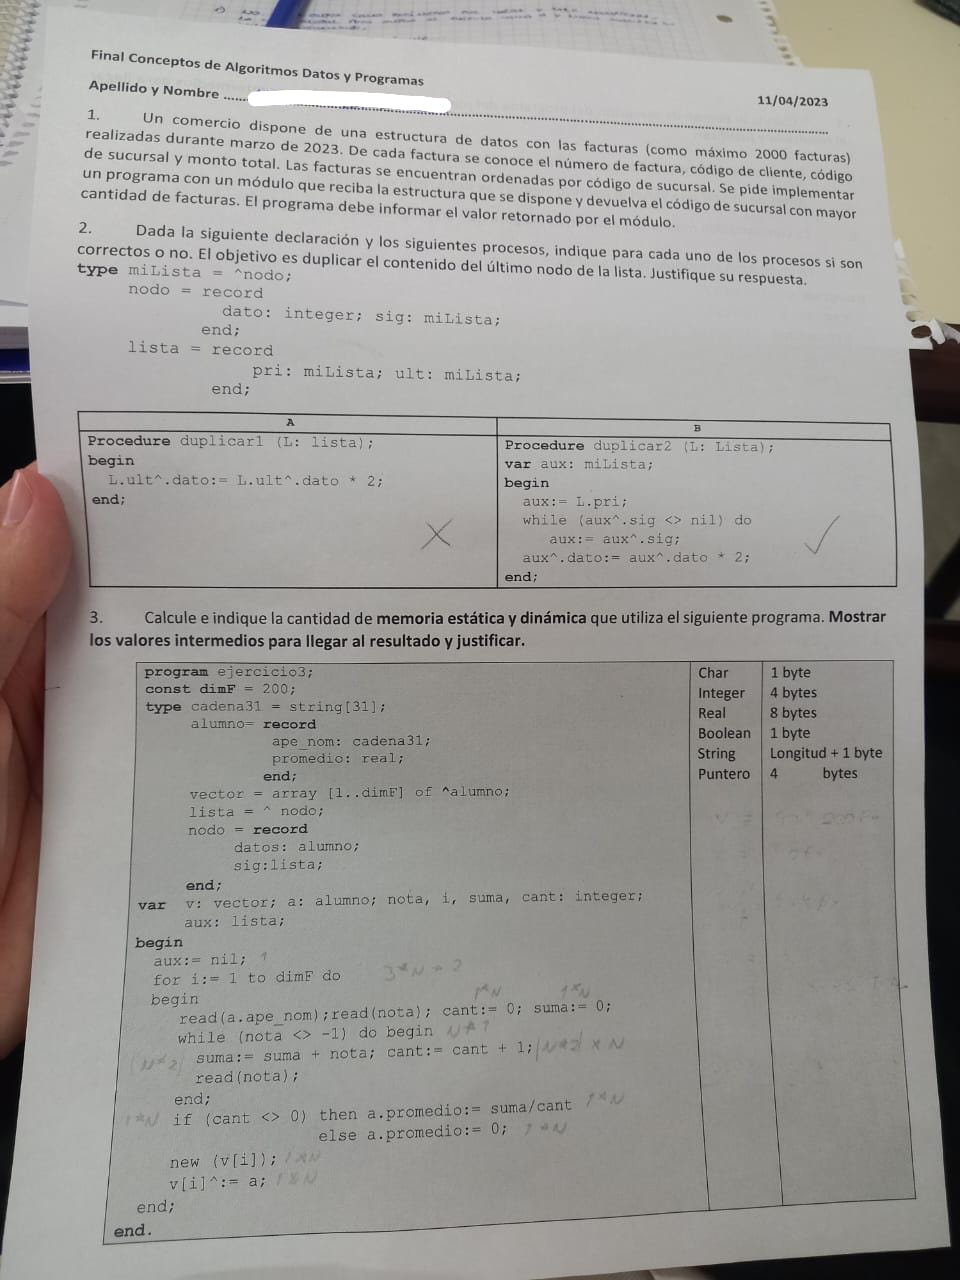 Final Conceptos de Algoritmos Datos y Programas
Apellido y Nombre ......
11/04/2023
1. Un comercio dispone de una estructura de datos con las facturas (como máximo 2000 facturas)
realizadas durante marzo de 2023. De cada factura se conoce el número de factura, código de cliente, código
de sucursal y monto total. Las facturas se encuentran ordenadas por código de sucursal. Se pide implementar
un programa con un módulo que reciba la estructura que se dispone y devuelva el código de sucursal con mayor
cantidad de facturas. El programa debe informar el valor retornado por el módulo.
2. Dada la siguiente declaración y los siguientes procesos, indique para cada uno de los procesos si son
correctos o no. El objetivo es duplicar el contenido del último nodo de la lista. Justifique su respuesta.
type miLista = ^nodo;
nodo = record
dato: integer; sig: miLista;
end;
lista = record
pri: miLista; ult: miLista;
end;
A
Procedure duplicar1 (L: lista);
begin
L.ult^.dato:= L.ult^.dato * 2;
end;
B
Procedure duplicar2 (L: Lista);
var aux: miLista;
begin
aux:= L.pri;
while (aux^.sig <> nil) do
aux:= aux^.sig;
aux^.dato:= aux^.dato * 2;
end;
3. Calcule e indique la cantidad de memoria estática y dinámica que utiliza el siguiente programa. Mostrar
los valores intermedios para llegar al resultado y justificar.
program ejercicio3;
const dimF = 200;
type cadena31 = string[31];
alumno= record
ape_nom: cadena31;
promedio: real;
end;
vector = array [1..dimF] of ^alumno;
lista = ^ nodo;
nodo = record
datos: alumno;
sig:lista;
end;
var v: vector; a: alumno; nota, i, suma, cant: integer;
aux: lista;
begin
aux:= nil; 1
for i:= 1 to dimF do 3*N + 2
begin
1*N 1*N
read(a.ape_nom);read(nota); cant:= 0; suma:= 0;
while (nota <> -1) do begin
suma:= suma + nota; cant:= cant + 1;
read(nota);
end;
1*N if (cant <> 0) then a.promedio:= suma/cant 1*N
else a.promedio:= 0; 1*N
new (v[i]); 1*N
v[i]^:= a; 1*N
end;
end.
Char 1 byte
Integer 4 bytes
Real 8 bytes
Boolean 1 byte
String Longitud + 1 byte
Puntero 4 bytes